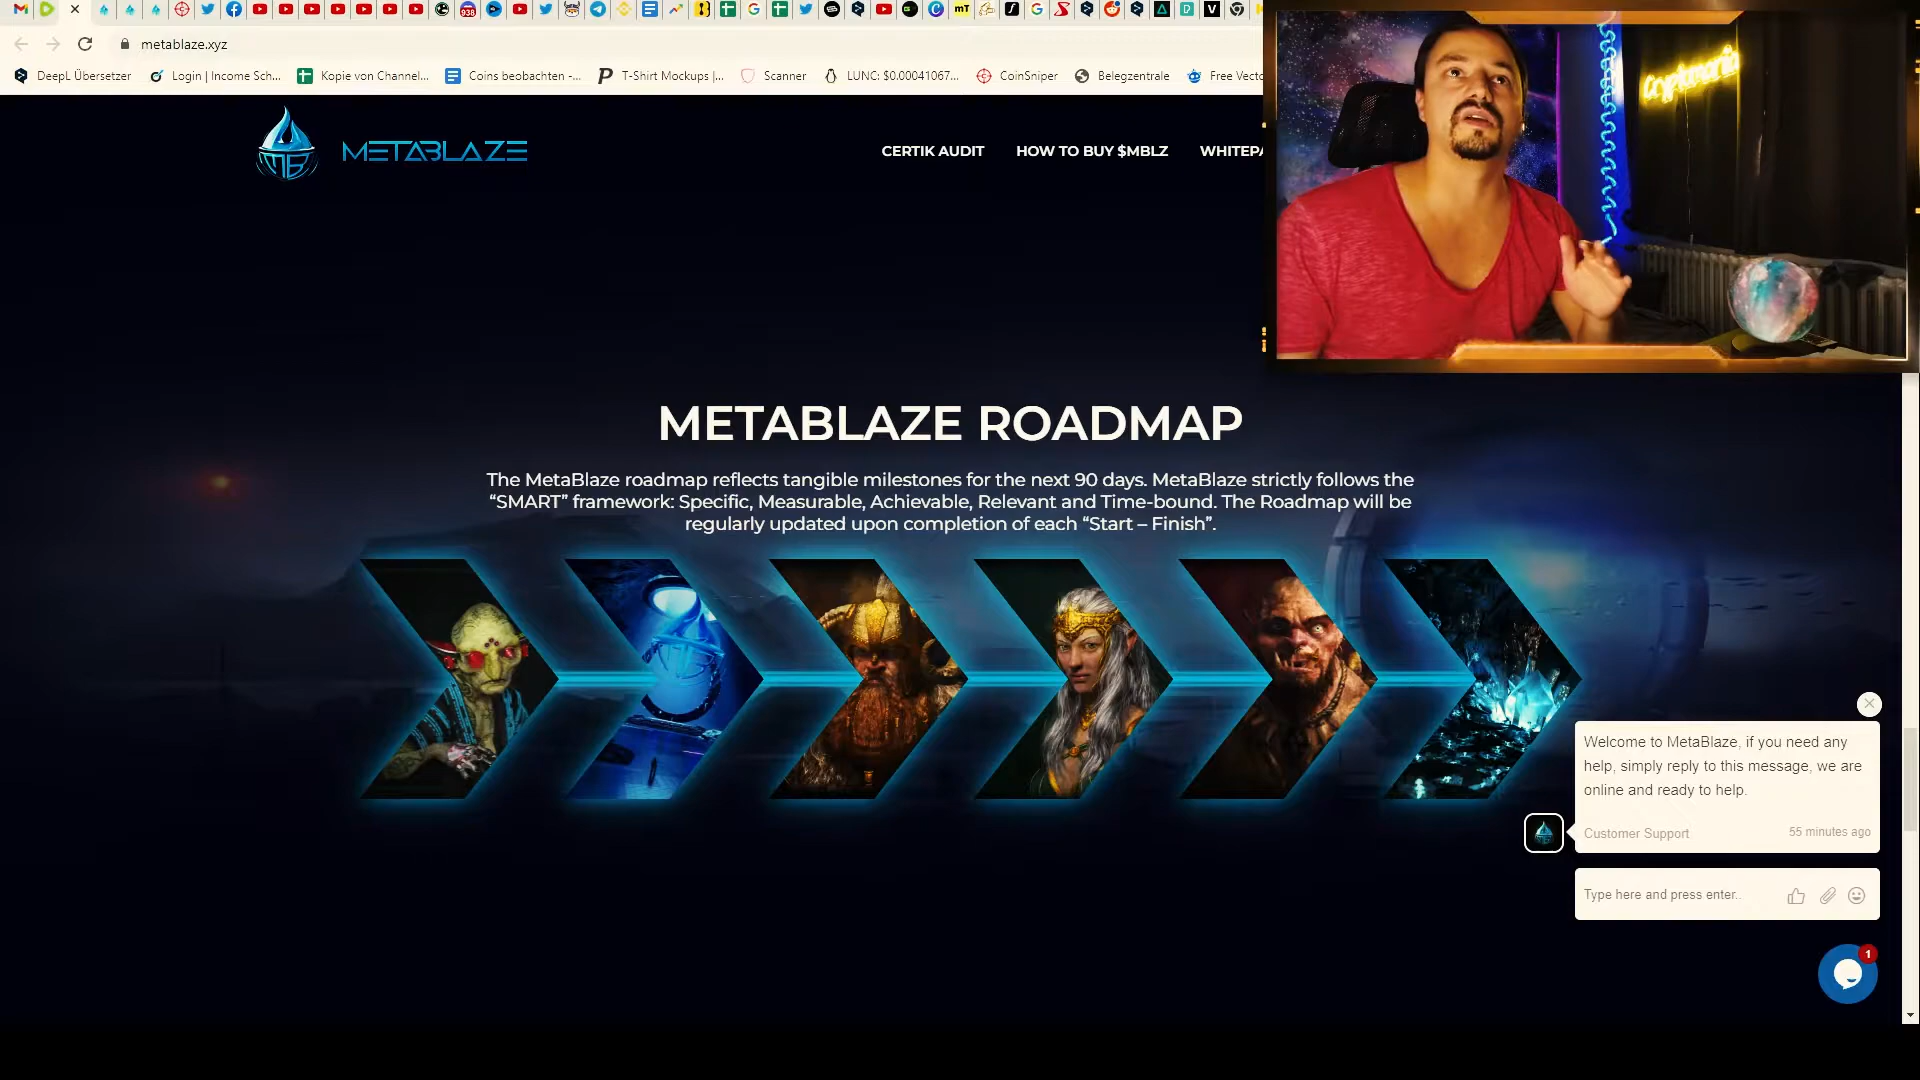 938
mT
metablaze.xyz
DeepL Übersetzer
Login | Income Sch...
Kopie von Channel...
Coins beobachten -...
T-Shirt Mockups |...
Scanner
LUNC: $0.00041067...
CoinSniper
Belegzentrale
Free Vecto
Cryptomania
METABLAZE
CERTIK AUDIT
HOW TO BUY $MBLZ
WHITEPA
METABLAZE ROADMAP
The MetaBlaze roadmap reflects tangible milestones for the next 90 days. MetaBlaze strictly follows the
“SMART” framework: Specific, Measurable, Achievable, Relevant and Time-bound. The Roadmap will be
regularly updated upon completion of each “Start – Finish”.
Welcome to MetaBlaze, if you need any
help, simply reply to this message, we are
online and ready to help.
Customer Support
55 minutes ago
Type here and press enter..
1